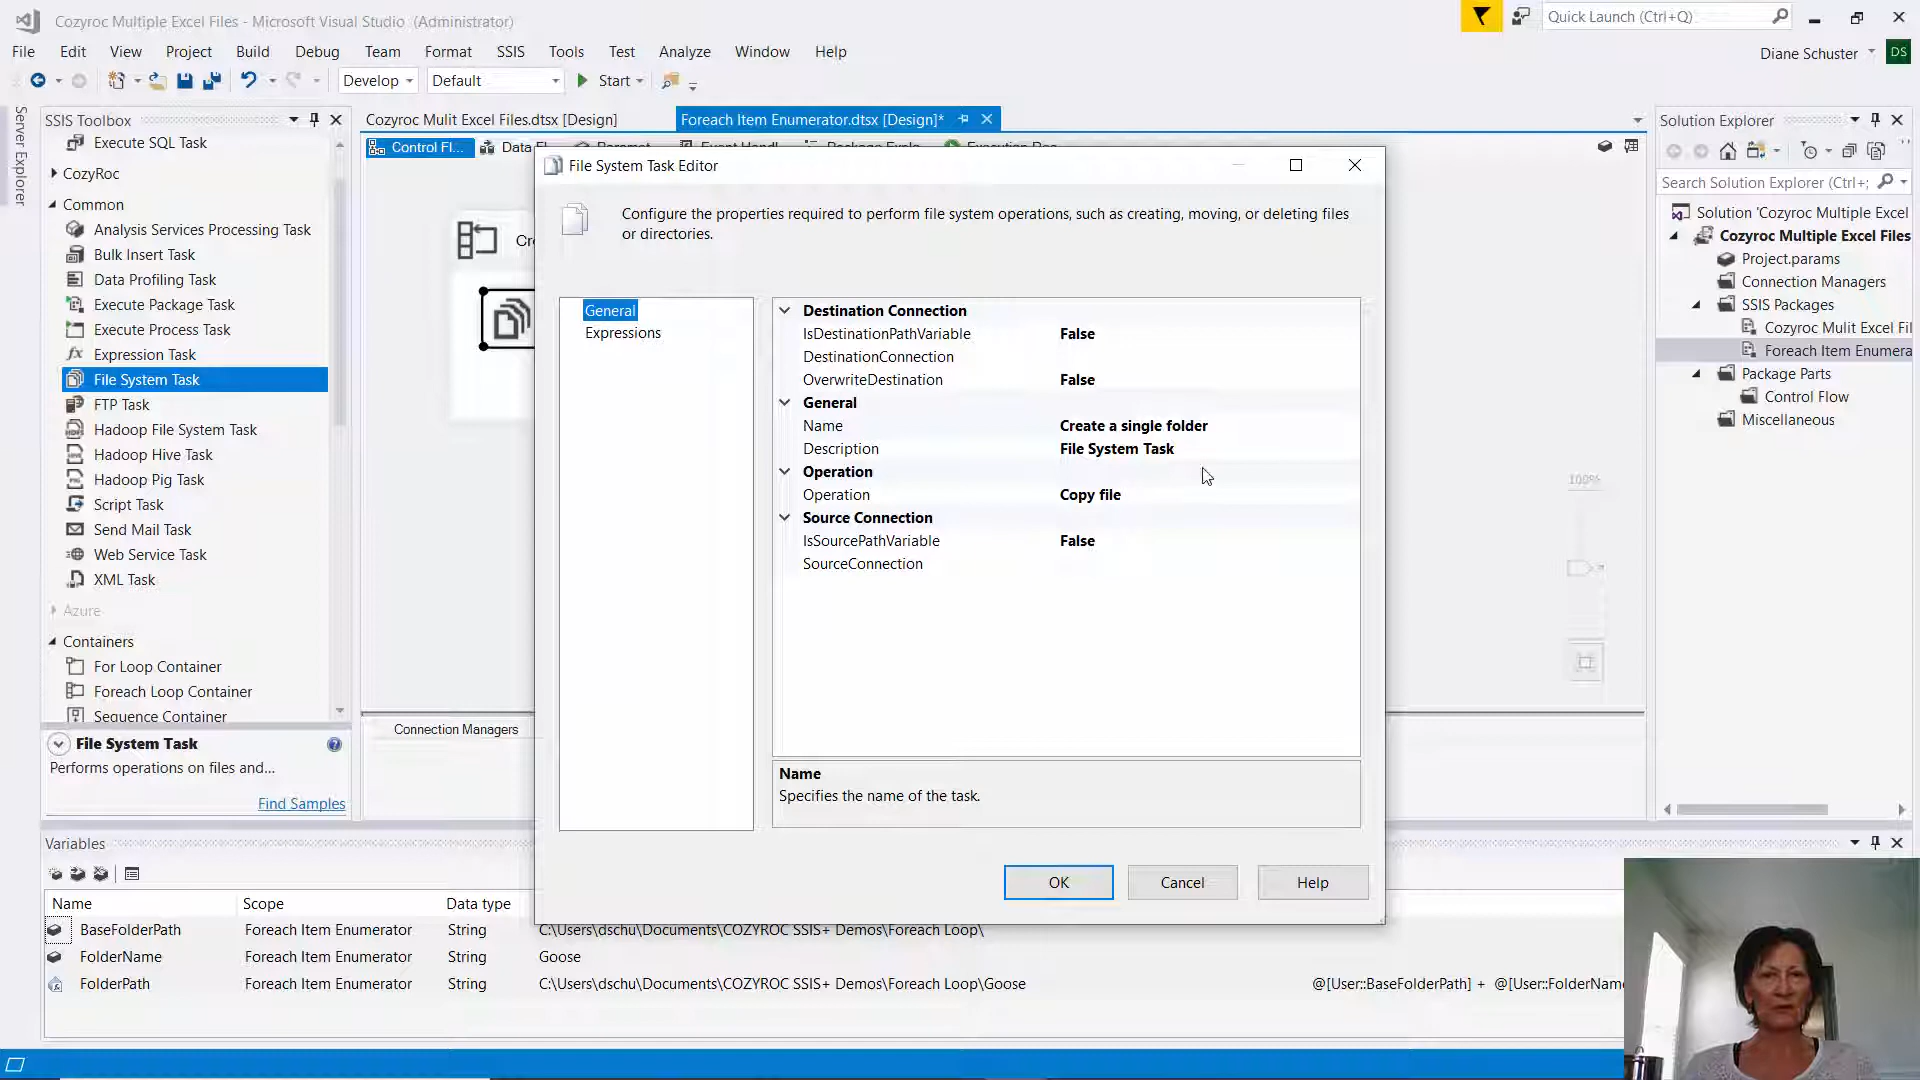 Cozyroc Multiple Excel Files - Microsoft Visual Studio (Administrator)
Quick Launch (Ctrl+Q)
File Edit View Project Build Debug Team Format SSIS Tools Test Analyze Window Help
Diane Schuster DS
Develop Default Start
Server Explorer
SSIS Toolbox
Execute SQL Task
CozyRoc
Common
Analysis Services Processing Task
Bulk Insert Task
Data Profiling Task
Execute Package Task
Execute Process Task
Expression Task
File System Task
FTP Task
Hadoop File System Task
Hadoop Hive Task
Hadoop Pig Task
Script Task
Send Mail Task
Web Service Task
XML Task
Azure
Containers
For Loop Container
Foreach Loop Container
Sequence Container
File System Task
Performs operations on files and...
Find Samples
Cozyroc Mulit Excel Files.dtsx [Design]
Foreach Item Enumerator.dtsx [Design]*
Control Fl...
Data Fl
Cr
File System Task Editor
Configure the properties required to perform file system operations, such as creating, moving, or deleting files
or directories.
General
Expressions
Destination Connection
IsDestinationPathVariable False
DestinationConnection
OverwriteDestination False
General
Name Create a single folder
Description File System Task
Operation
Operation Copy file
Source Connection
IsSourcePathVariable False
SourceConnection
Name
Specifies the name of the task.
OK Cancel Help
100%
Connection Managers
Solution Explorer
Search Solution Explorer (Ctrl+;
Solution 'Cozyroc Multiple Excel
Cozyroc Multiple Excel Files
Project.params
Connection Managers
SSIS Packages
Cozyroc Mulit Excel Fil
Foreach Item Enumera
Package Parts
Control Flow
Miscellaneous
Variables
Name Scope Data type
BaseFolderPath Foreach Item Enumerator String C:\Users\dschu\Documents\COZYROC SSIS+ Demos\Foreach Loop\
FolderName Foreach Item Enumerator String Goose
FolderPath Foreach Item Enumerator String C:\Users\dschu\Documents\COZYROC SSIS+ Demos\Foreach Loop\Goose @[User::BaseFolderPath] + @[User::FolderName